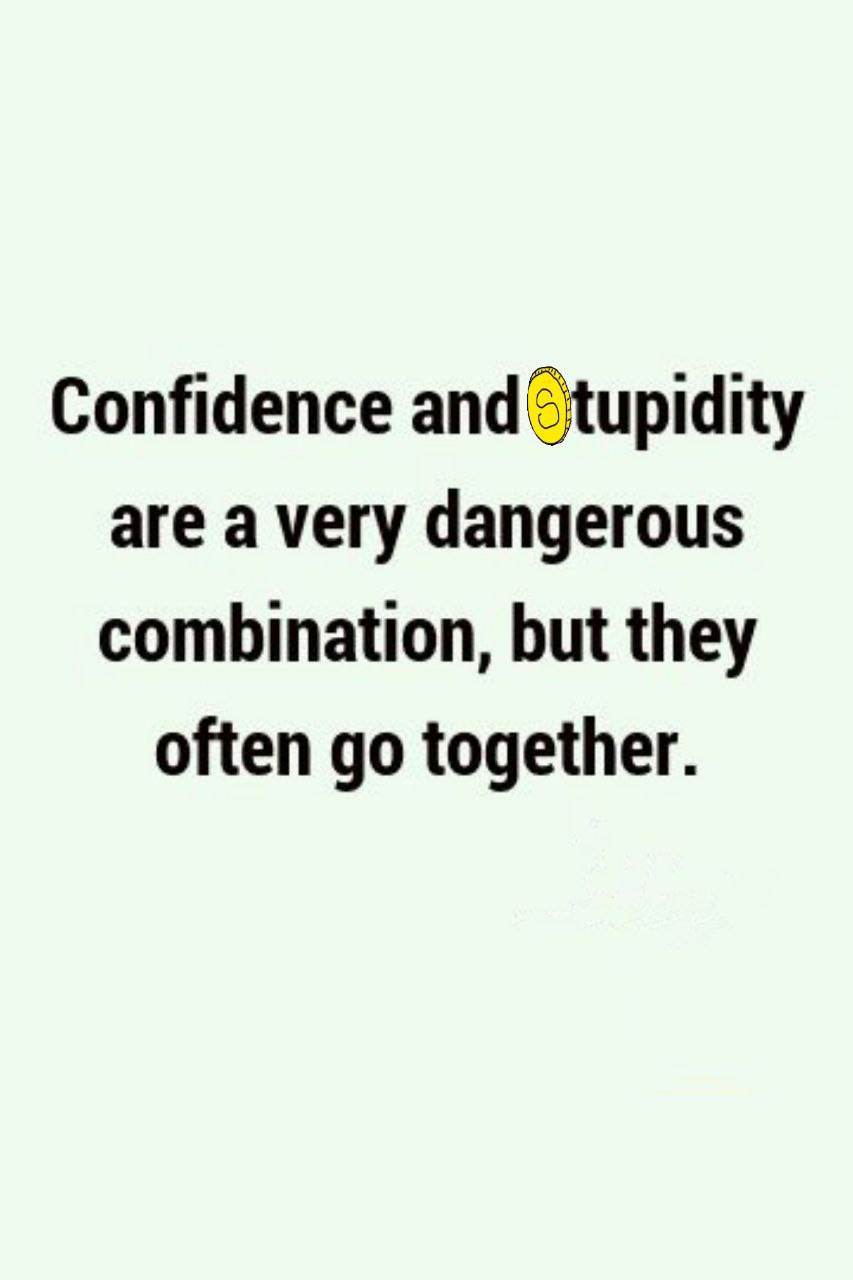 Confidence and Stupidity
are a very dangerous
combination, but they
often go together.